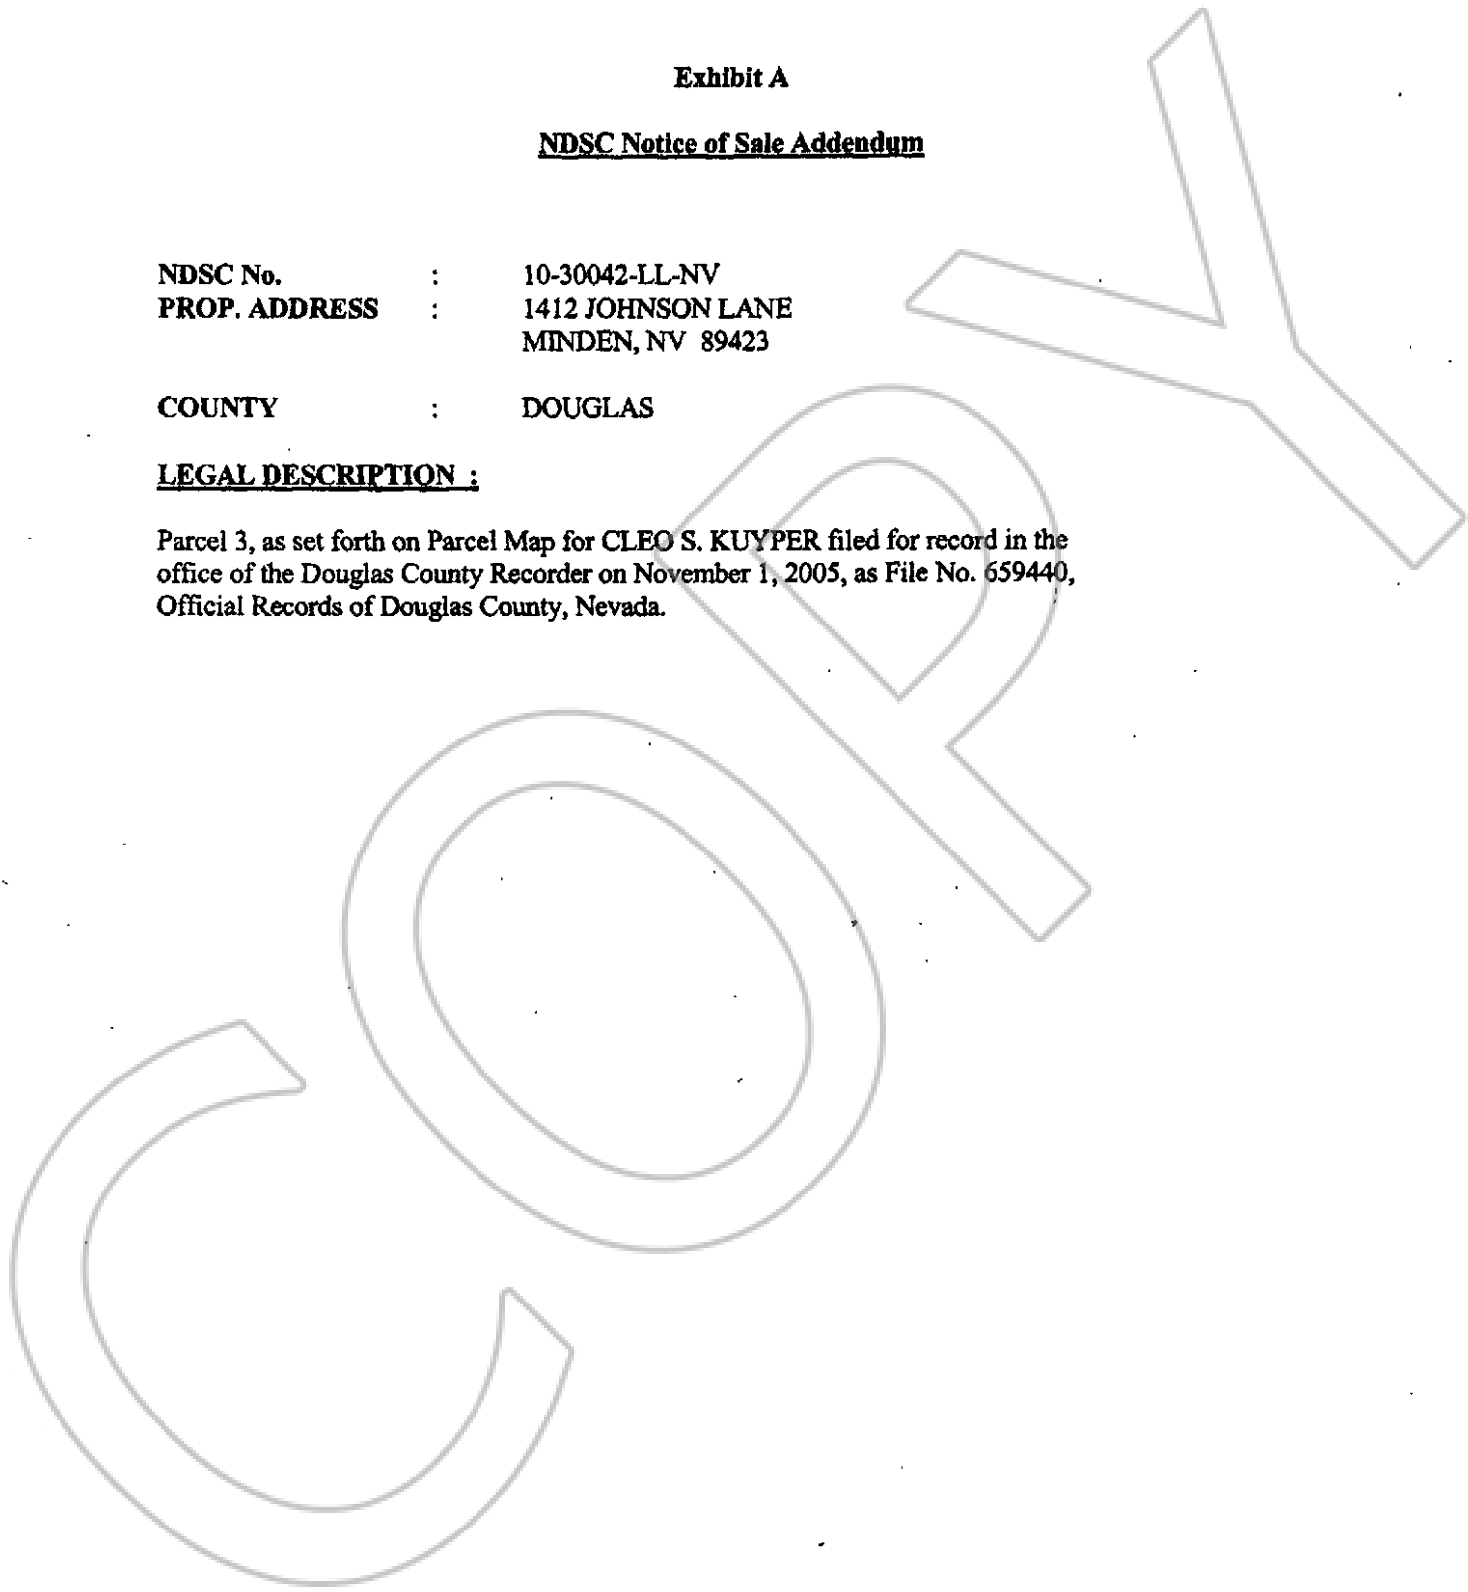 Exhibit A
NDSC Notice of Sale Addendum
NDSC No. : 10-30042-LL-NV
PROP. ADDRESS : 1412 JOHNSON LANE
MINDEN, NV 89423
COUNTY : DOUGLAS
LEGAL DESCRIPTION :
Parcel 3, as set forth on Parcel Map for CLEO S. KUYPER filed for record in the
office of the Douglas County Recorder on November 1, 2005, as File No. 659440,
Official Records of Douglas County, Nevada.
COPY